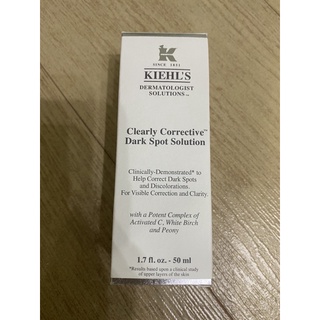 K
SINCE 1851
KIEHL'S
DERMATOLOGIST
SOLUTIONS™
Clearly Corrective™
Dark Spot Solution
Clinically-Demonstrated* to
Help Correct Dark Spots
and Discolorations.
For Visible Correction and Clarity.
with a Potent Complex of
Activated C, White Birch
and Peony
1.7 fl. oz. - 50 ml
*Results based upon a clinical study
of upper layers of the skin